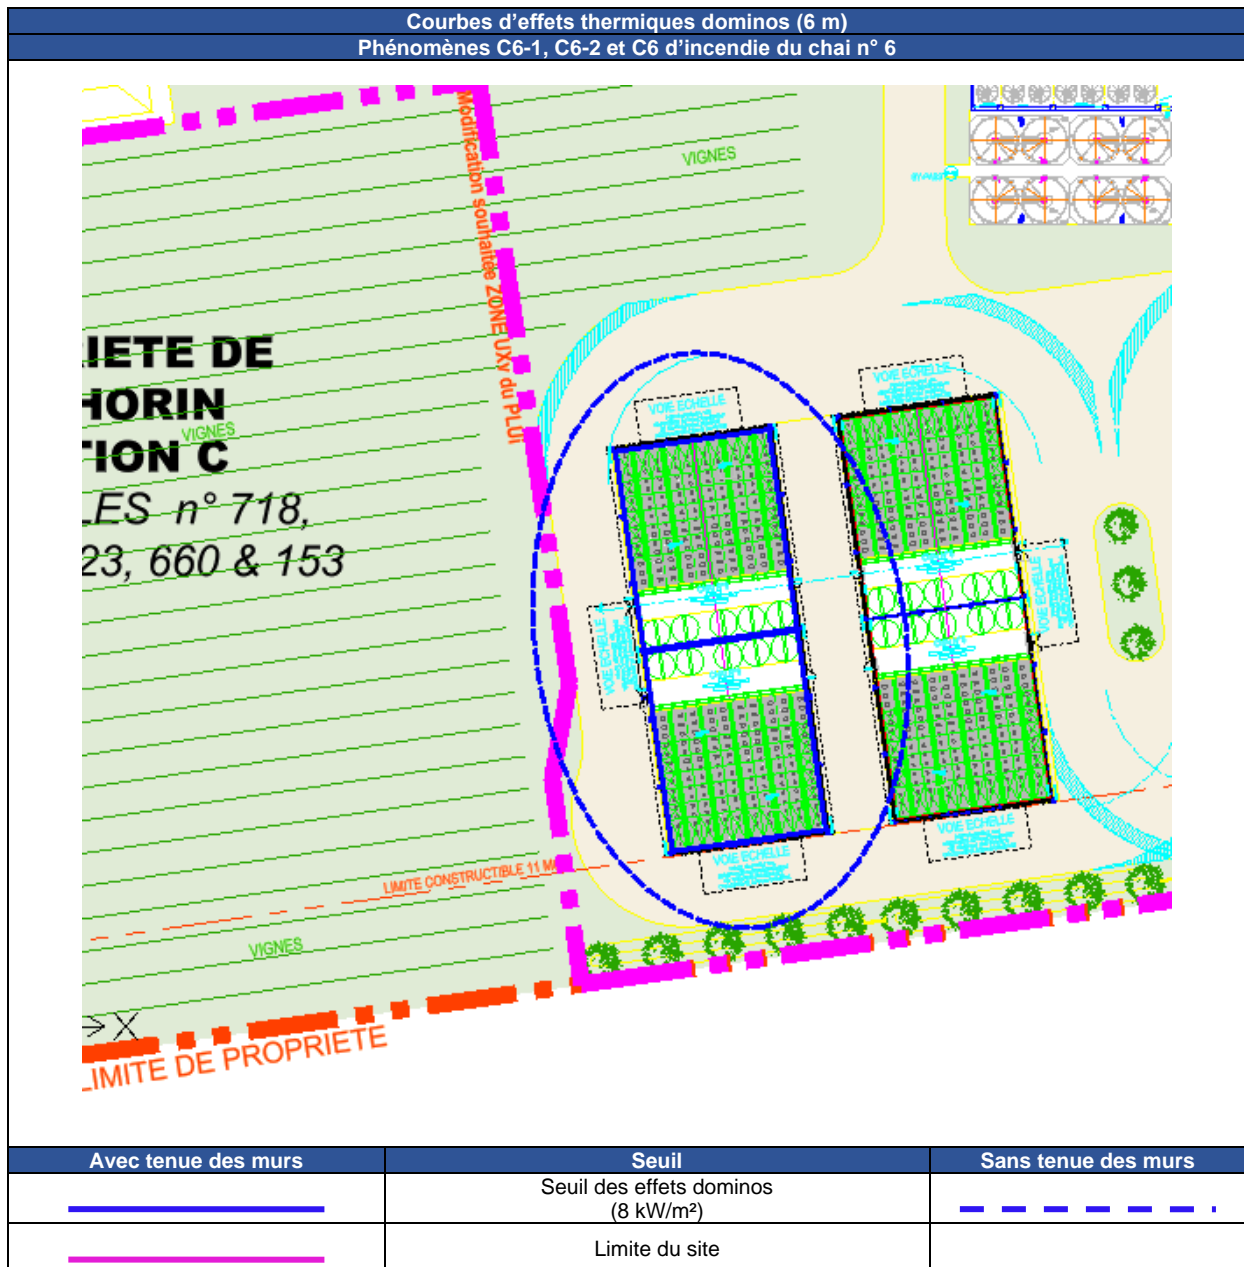 Courbes d’effets thermiques dominos (6 m)
Phénomènes C6-1, C6-2 et C6 d’incendie du chai n° 6
Modification souhaitée ZONE UXy du PLUi
VIGNES
BY-PASS
IETE DE
HORIN
VIGNES
TION C
LES n° 718,
23, 660 & 153
VOIE ECHELLE
VOIE ECHELLE
VOIE ECHELLE
VOIE ECHELLE
VOIE ECHELLE
VOIE ECHELLE
LIMITE CONSTRUCTIBLE 11 M
VIGNES
X
LIMITE DE PROPRIETE
Avec tenue des murs
Seuil
Sans tenue des murs
Seuil des effets dominos
(8 kW/m²)
Limite du site